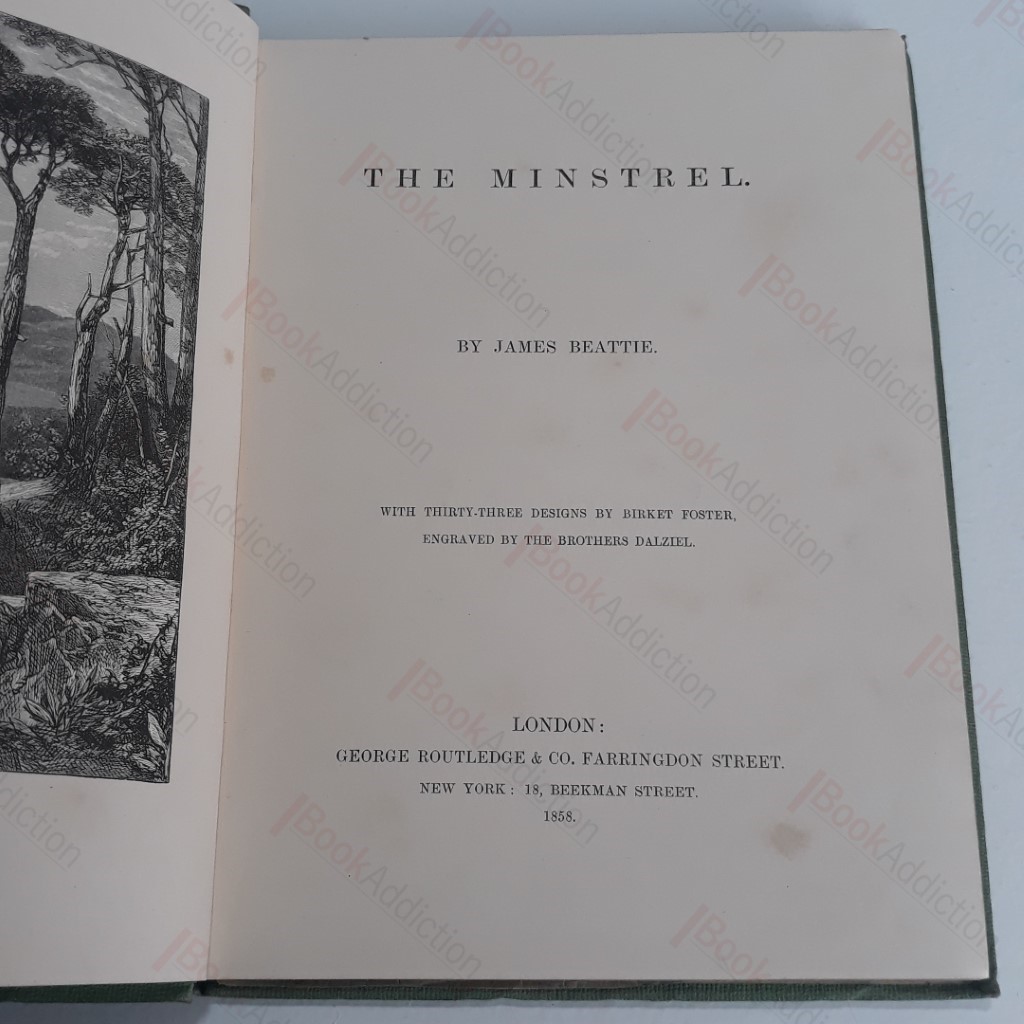 THE MINSTREL.
BY JAMES BEATTIE.
WITH THIRTY-THREE DESIGNS BY BIRKET FOSTER,
ENGRAVED BY THE BROTHERS DALZIEL.
LONDON:
GEORGE ROUTLEDGE & CO. FARRINGDON STREET.
NEW YORK: 18, BEEKMAN STREET.
1858.
BookAddiction